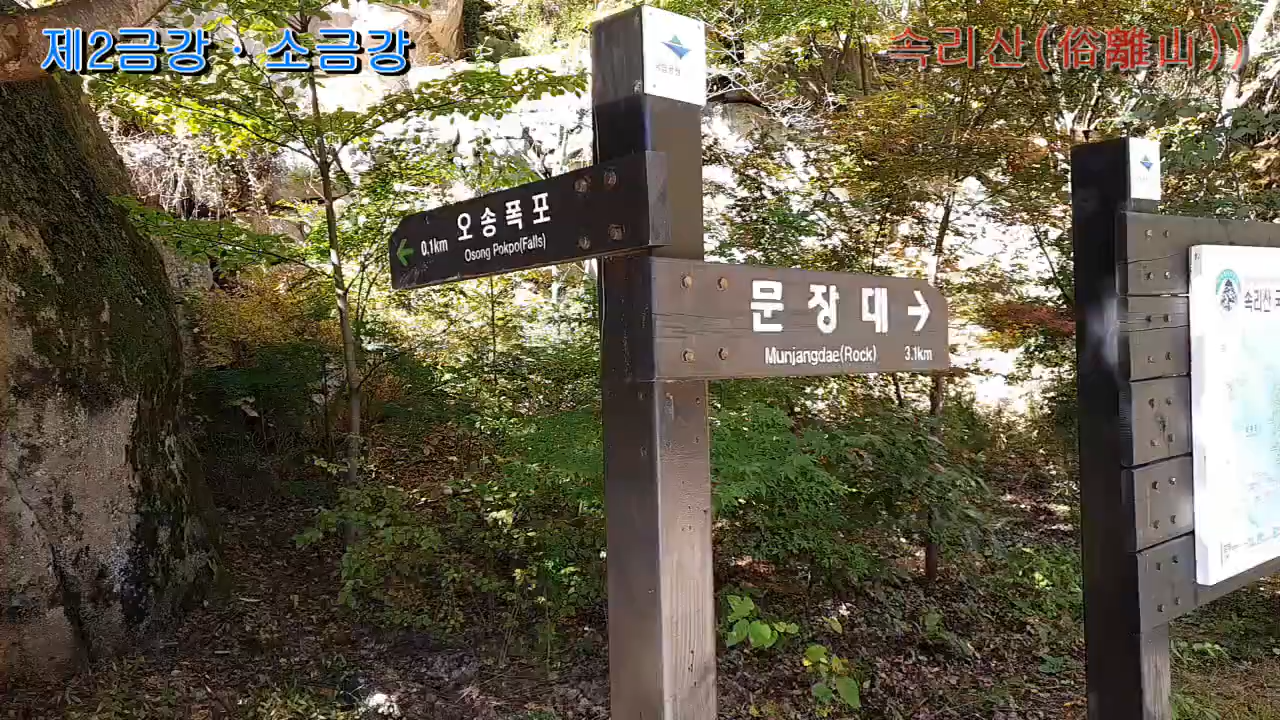 제2금강·소금강
속리산(俗離山))
오송폭포
0.1km
Osong Pokpo(Falls)
문장대
Munjangdae(Rock) 3.1km
속리산 국